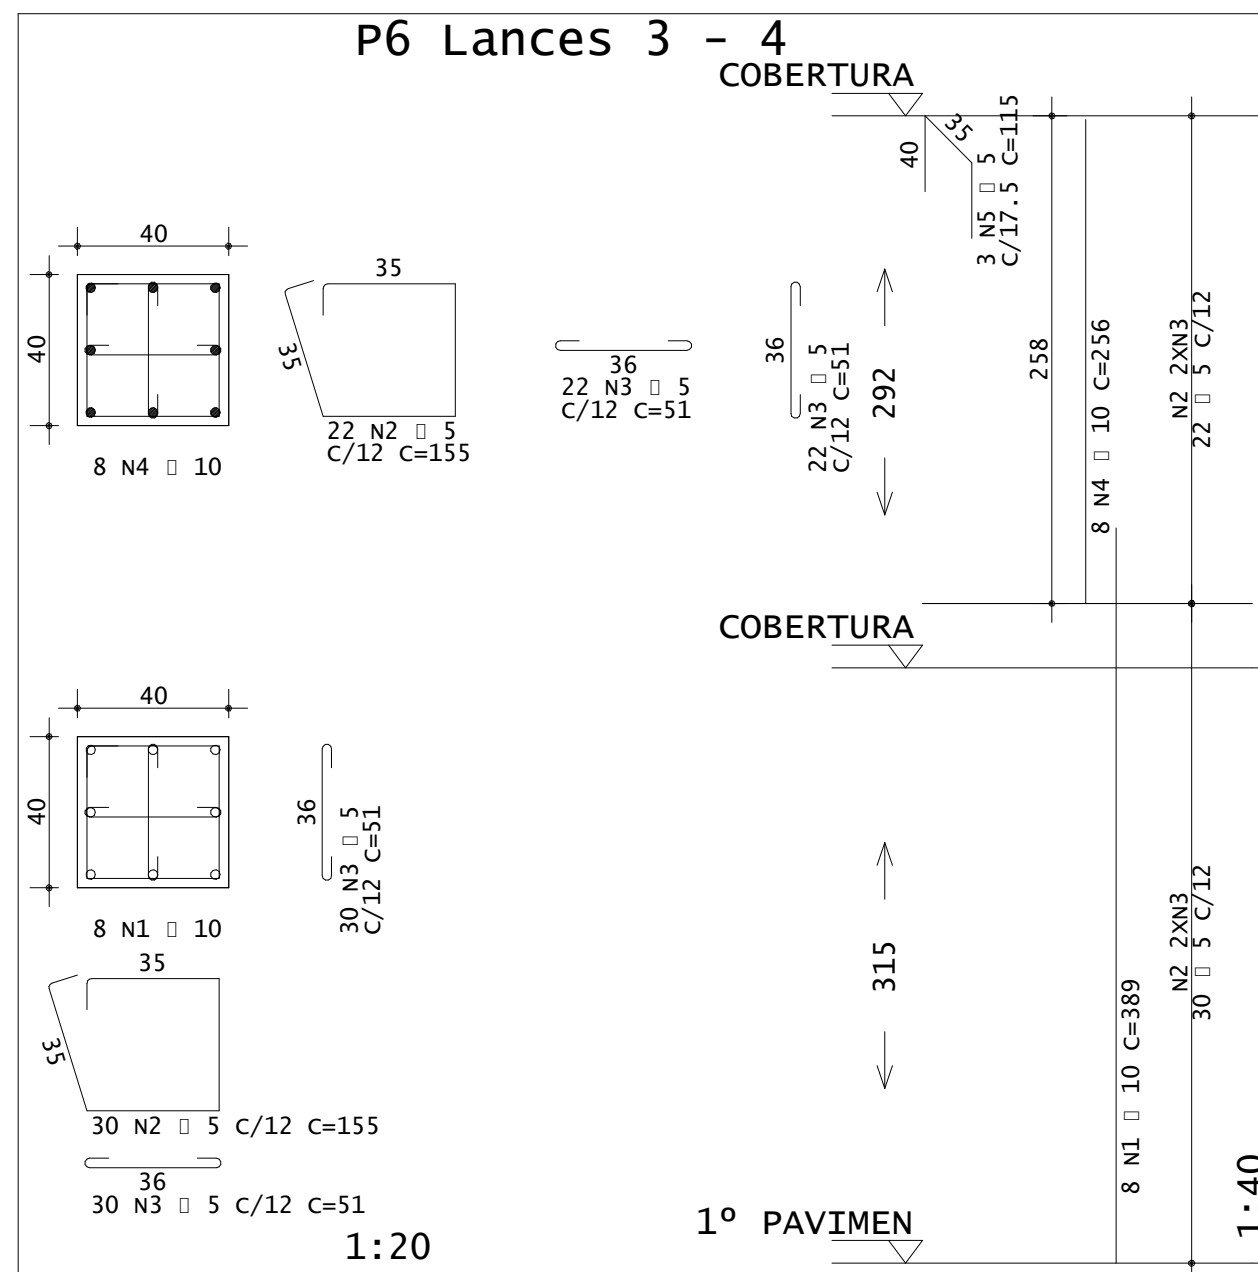 P6 Lances 3 - 4
COBERTURA
35
40
3 N5 ▯ 5
C/17.5 C=115
40
40
8 N4 ▯ 10
35
35
22 N2 ▯ 5
C/12 C=155
36
22 N3 ▯ 5
C/12 C=51
36
22 N3 ▯ 5
C/12 C=51
292
258
8 N4 ▯ 10 C=256
N2 2XN3
22 ▯ 5 C/12
COBERTURA
40
40
8 N1 ▯ 10
36
30 N3 ▯ 5
C/12 C=51
35
35
30 N2 ▯ 5 C/12 C=155
36
30 N3 ▯ 5 C/12 C=51
315
8 N1 ▯ 10 C=389
N2 2XN3
30 ▯ 5 C/12
1º PAVIMEN
1:20
1:40